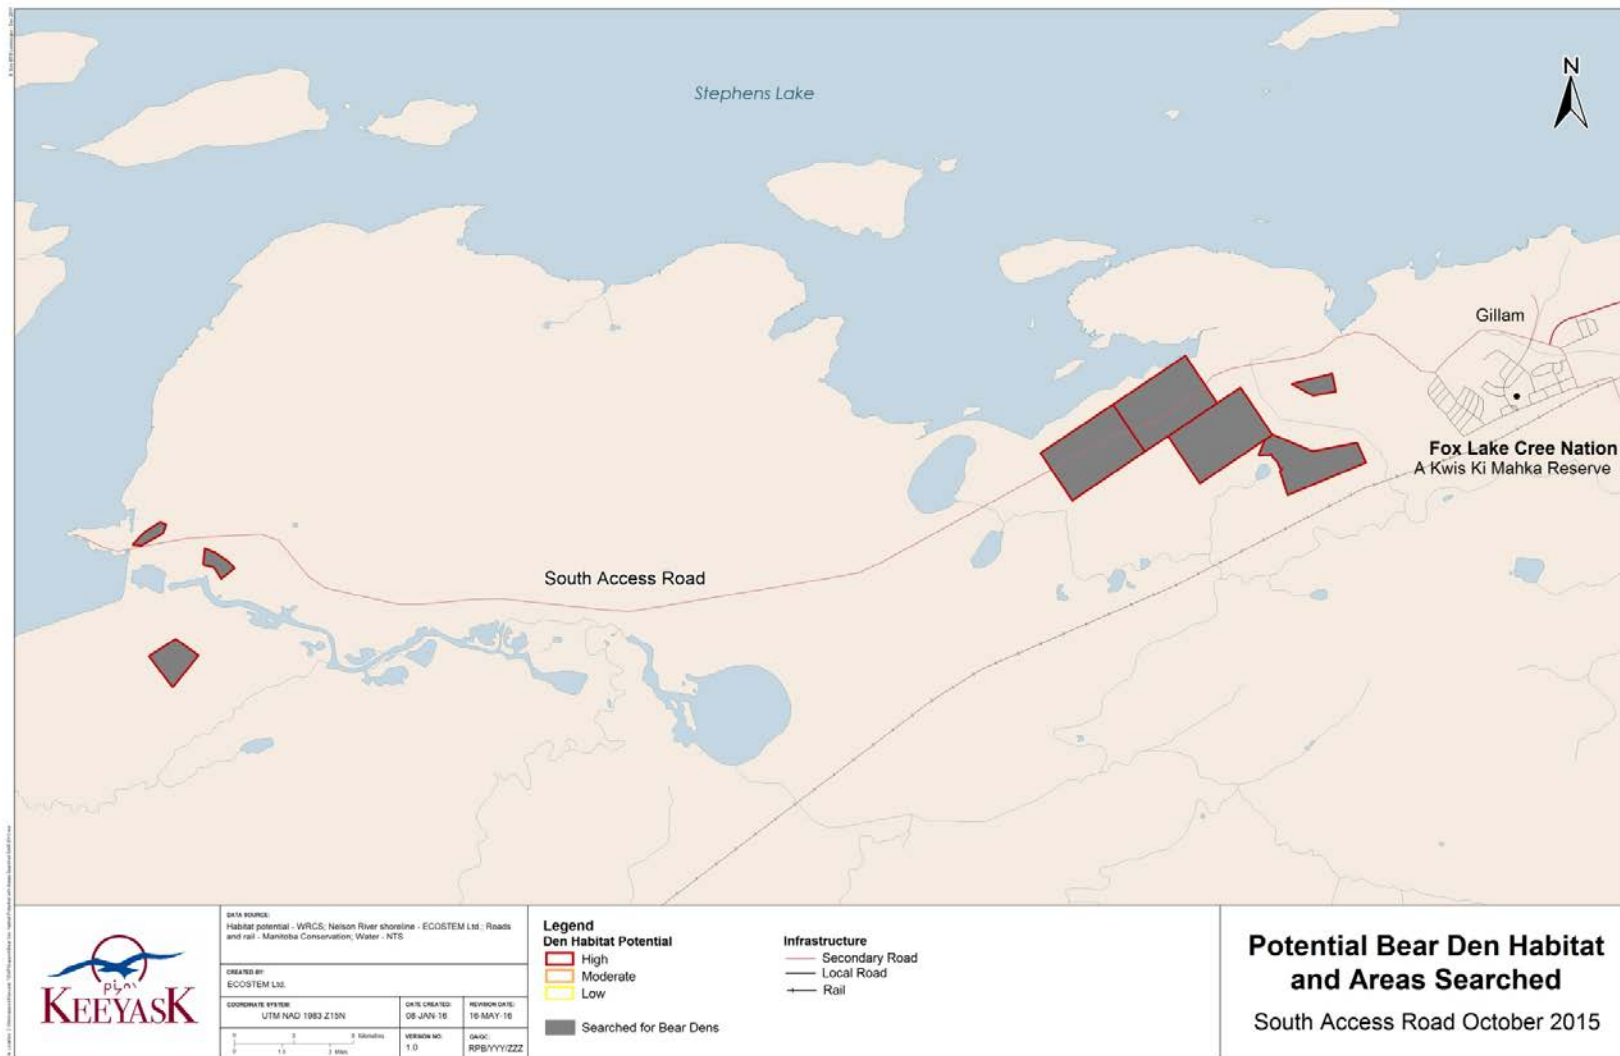 Stephens Lake
N
Gillam
Fox Lake Cree Nation
A Kwis Ki Mahka Reserve
South Access Road
KEEYASK
DATA SOURCE:
Habitat potential - WRCS; Nelson River shoreline - ECOSTEM Ltd.; Roads
and rail - Manitoba Conservation; Water - NTS
CREATED BY:
ECOSTEM Ltd.
COORDINATE SYSTEM:
UTM NAD 1983 Z15N
DATE CREATED:
08-JAN-16
REVISION DATE:
16-MAY-16
VERSION NO:
1.0
QA/QC:
RPB/YYY/ZZZ
Legend
Den Habitat Potential
High
Moderate
Low
Searched for Bear Dens
Infrastructure
Secondary Road
Local Road
Rail
Potential Bear Den Habitat
and Areas Searched
South Access Road October 2015